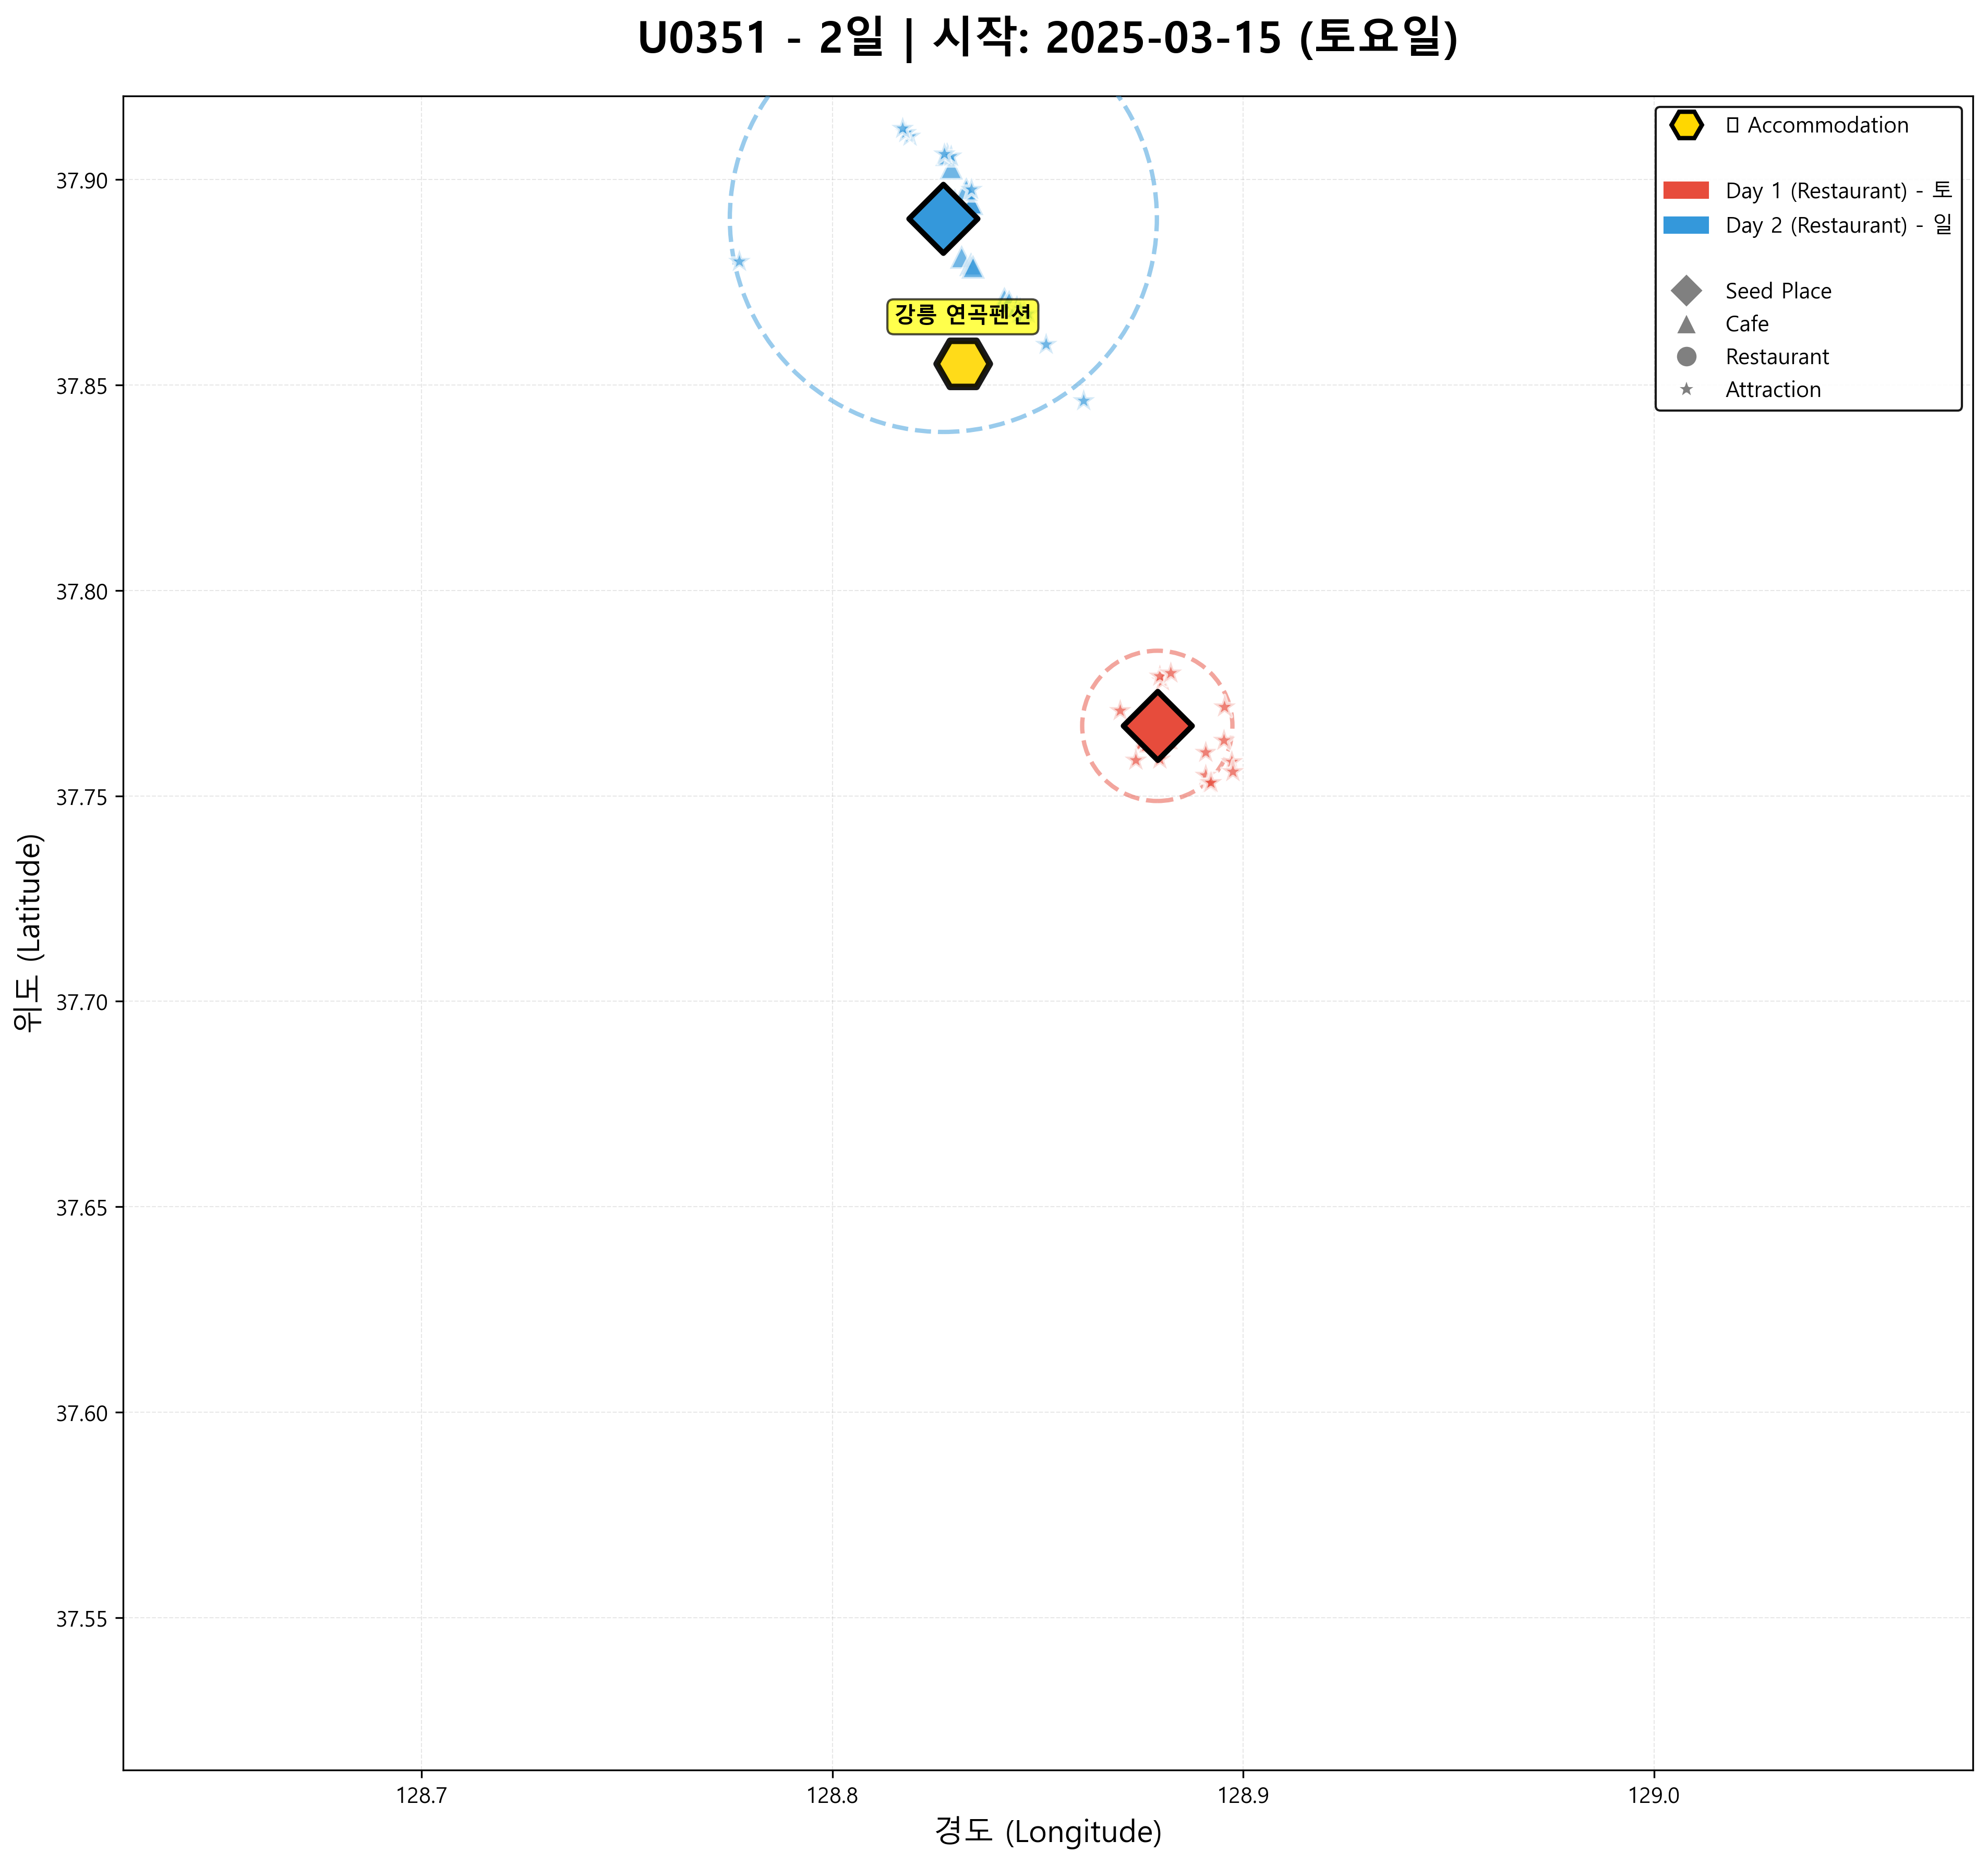 U0351 - 2일 | 시작: 2025-03-15 (토요일)
Accommodation
Day 1 (Restaurant) - 토
Day 2 (Restaurant) - 일
Seed Place
Cafe
Restaurant
Attraction
강릉 연곡펜션
37.90
37.85
37.80
37.75
37.70
37.65
37.60
37.55
위도 (Latitude)
128.7
128.8
128.9
129.0
경도 (Longitude)